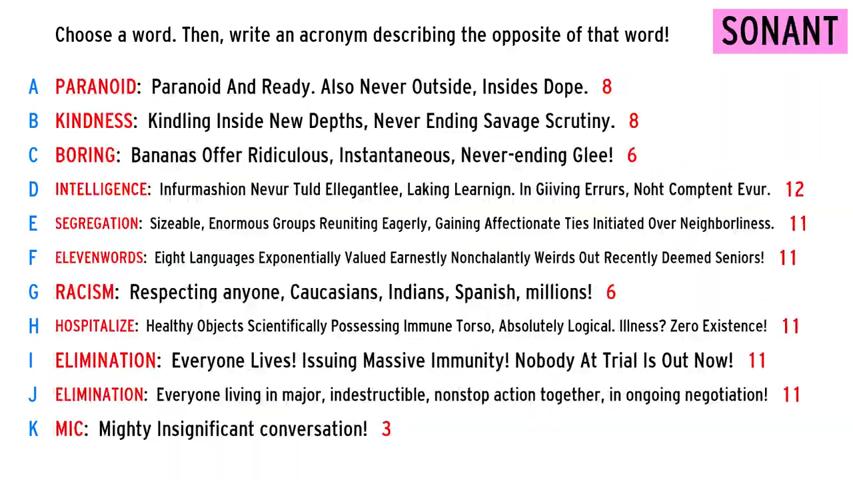 Choose a word. Then, write an acronym describing the opposite of that word!
SONANT
A PARANOID: Paranoid And Ready. Also Never Outside, Insides Dope. 8
B KINDNESS: Kindling Inside New Depths, Never Ending Savage Scrutiny. 8
C BORING: Bananas Offer Ridiculous, Instantaneous, Never-ending Glee! 6
D INTELLIGENCE: Infurmashion Nevur Tuld Ellegantlee, Laking Learnign. In Giiving Errurs, Noht Comptent Evur. 12
E SEGREGATION: Sizeable, Enormous Groups Reuniting Eagerly, Gaining Affectionate Ties Initiated Over Neighborliness. 11
F ELEVENWORDS: Eight Languages Exponentially Valued Earnestly Nonchalantly Weirds Out Recently Deemed Seniors! 11
G RACISM: Respecting anyone, Caucasians, Indians, Spanish, millions! 6
H HOSPITALIZE: Healthy Objects Scientifically Possessing Immune Torso, Absolutely Logical. Illness? Zero Existence! 11
I ELIMINATION: Everyone Lives! Issuing Massive Immunity! Nobody At Trial Is Out Now! 11
J ELIMINATION: Everyone living in major, indestructible, nonstop action together, in ongoing negotiation! 11
K MIC: Mighty Insignificant conversation! 3